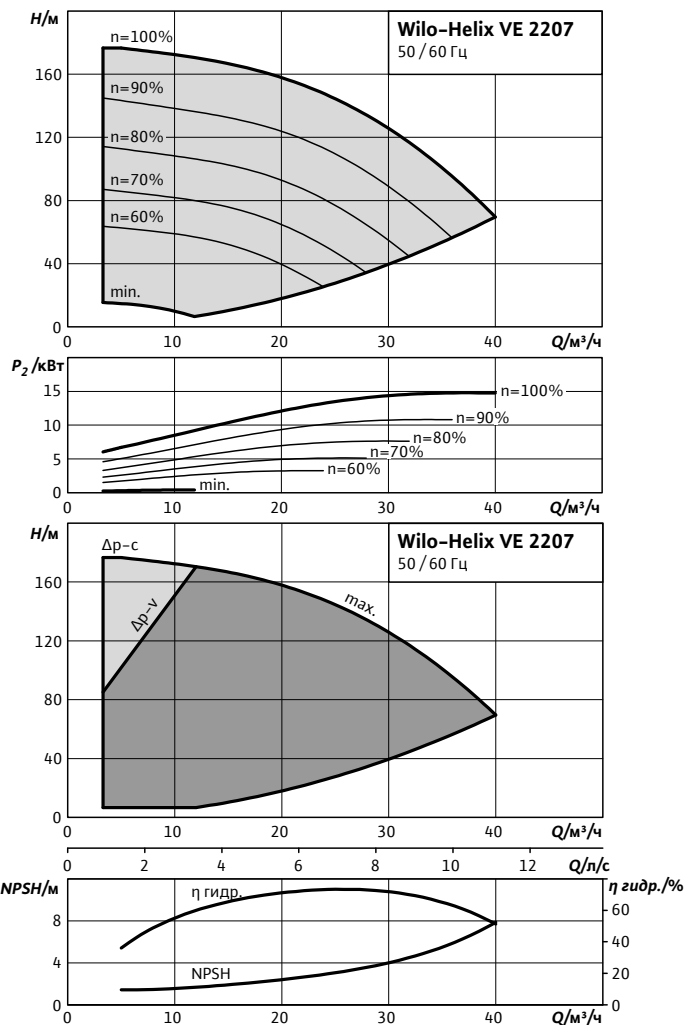 H/м
Wilo-Helix VE 2207
50 / 60 Гц
n=100%
160
n=90%
120
n=80%
80
n=70%
n=60%
40
min.
0
0 10 20 30 40 Q/м³/ч
P₂ /кВт
15
n=100%
10
n=90%
n=80%
5
n=70%
n=60%
min.
0
0 10 20 30 40 Q/м³/ч
H/м
Wilo-Helix VE 2207
50 / 60 Гц
Δp-c
160
Δp-v
max.
120
80
40
0
0 10 20 30 40 Q/м³/ч
0 2 4 6 8 10 12 Q/л/с
NPSH/м
η гидр./%
η гидр.
8
60
40
4
NPSH
20
0
0
0 10 20 30 40 Q/м³/ч